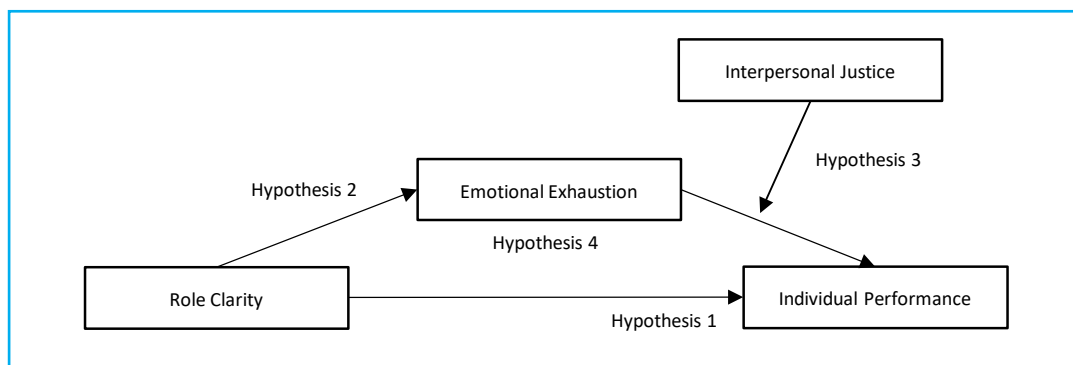 Interpersonal Justice
Hypothesis 3
Hypothesis 2
Emotional Exhaustion
Hypothesis 4
Role Clarity
Individual Performance
Hypothesis 1